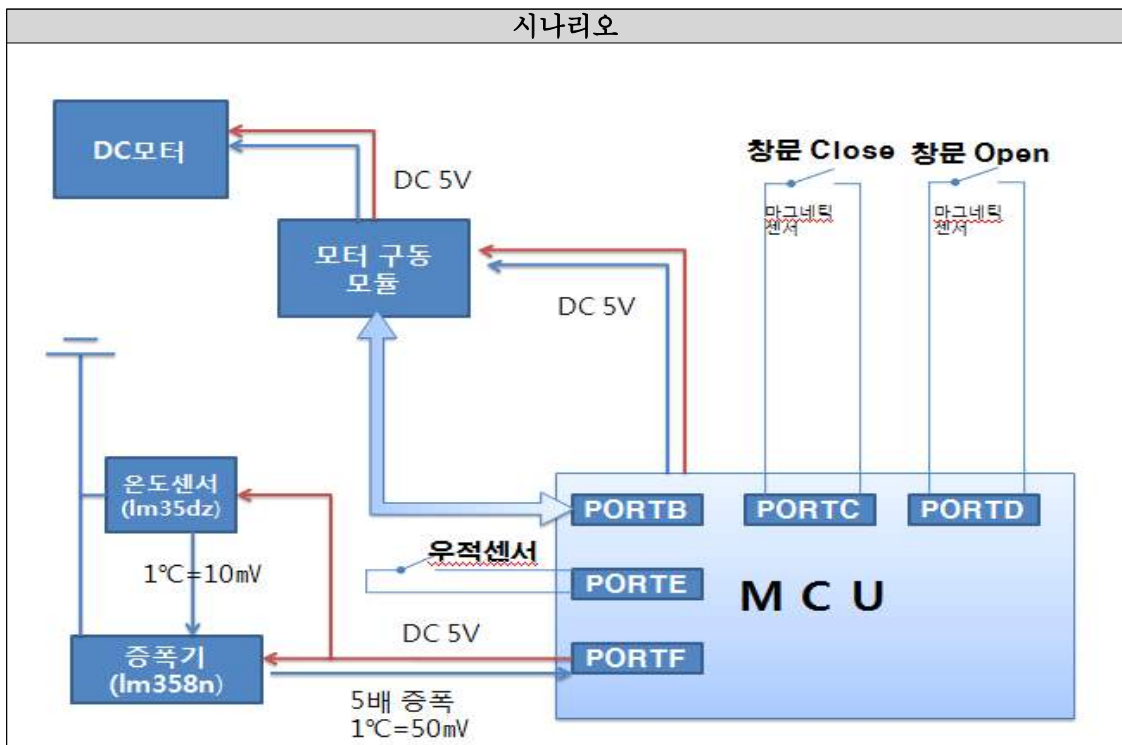 시나리오
DC모터
DC 5V
모터 구동
모듈
DC 5V
창문 Close
마그네틱
센서
창문 Open
마그네틱
센서
온도센서
(lm35dz)
1℃=10mV
증폭기
(lm358n)
우적센서
DC 5V
5배 증폭
1℃=50mV
PORTB
PORTC
PORTD
PORTE
PORTF
M C U